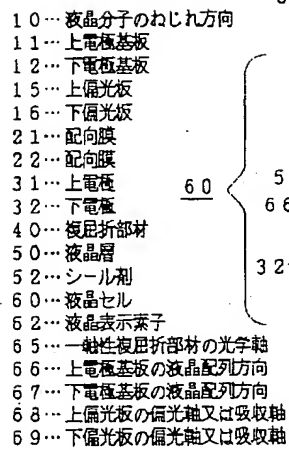 10…液晶分子のねじれ方向
11…上電極基板
12…下電極基板
15…上偏光板
16…下偏光板
21…配向膜
22…配向膜
31…上電極
32…下電極
40…複屈折部材
50…液晶層
52…シール剤
60…液晶セル
62…液晶表示素子
65…一軸性複屈折部材の光学軸
66…上電極基板の液晶配列方向
67…下電極基板の液晶配列方向
68…上偏光板の偏光軸又は吸収軸
69…下偏光板の偏光軸又は吸収軸
60
5
6
32